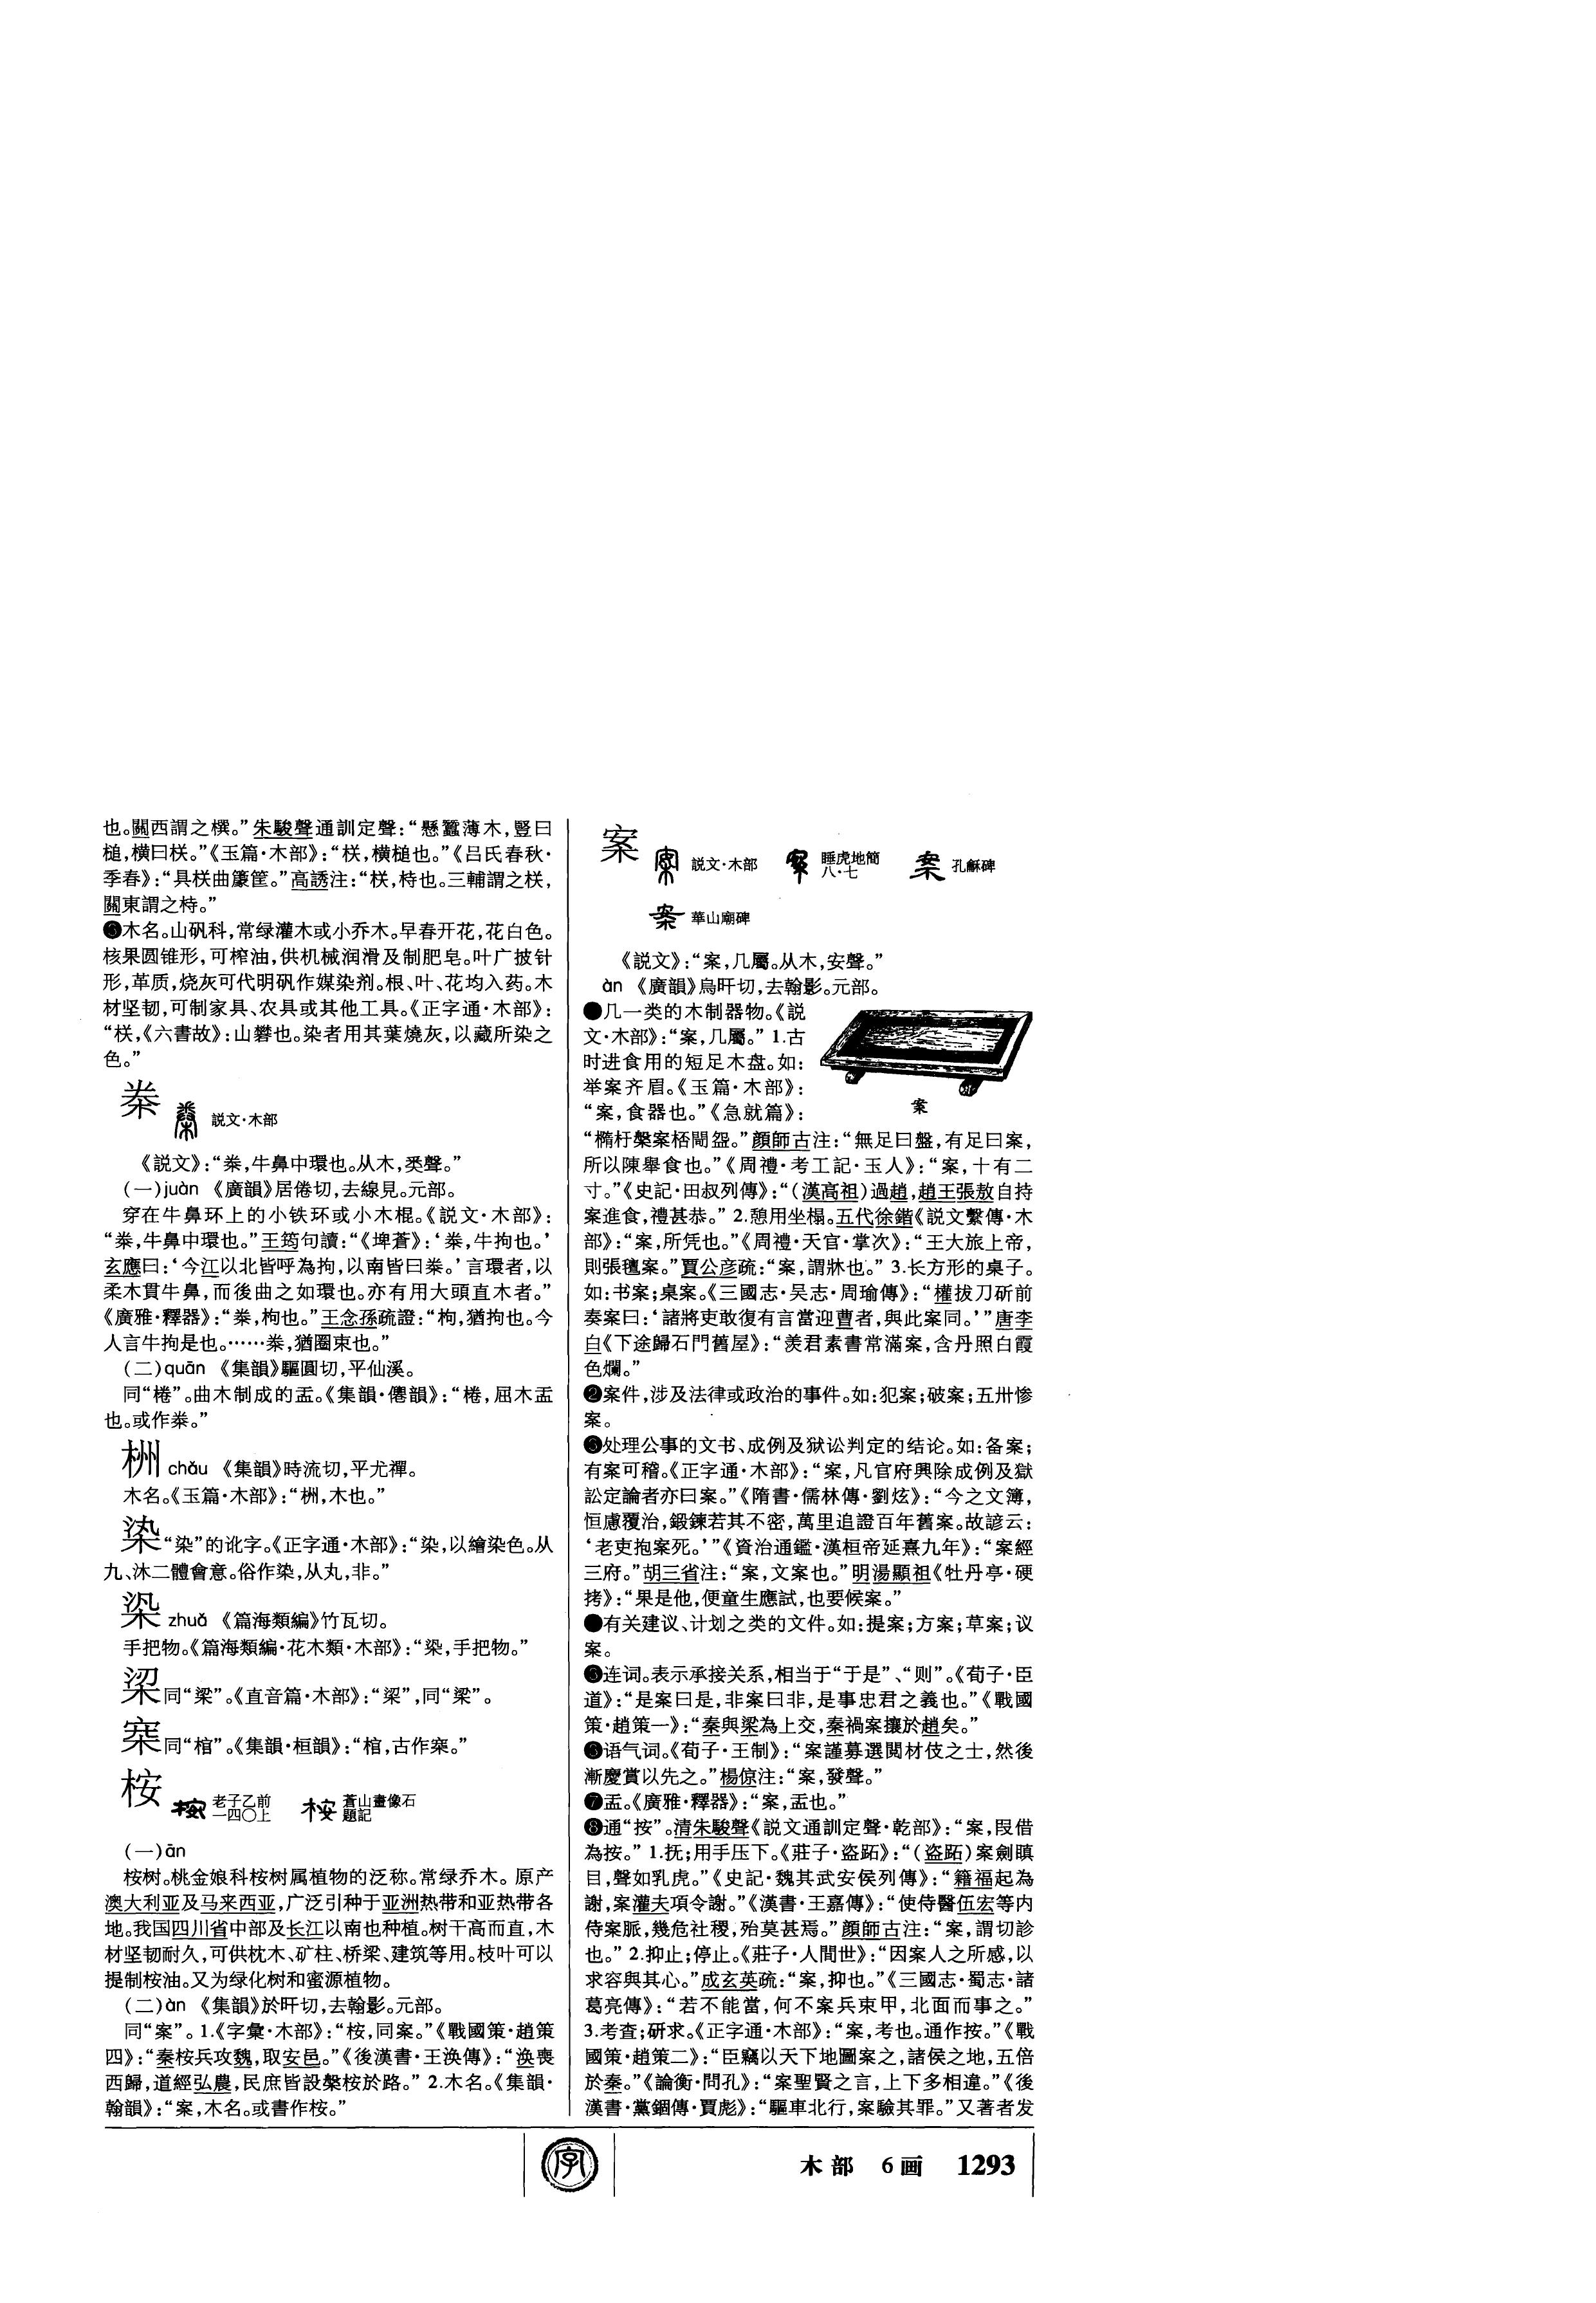 也。關西謂之㯢。”朱駿聲通訓定聲：“懸蠶薄木，豎曰
槌，横曰栚。”《玉篇·木部》：“栚，横槌也。”《吕氏春秋·
季春》：“具栚曲簾筐。”高誘注：“栚，㭙也。三輔謂之栚，
關東謂之㭙。”
❸木名。山矾科，常绿灌木或小乔木。早春开花，花白色。
核果圆锥形，可榨油，供机械润滑及制肥皂。叶广披针
形，革质，烧灰可代明矾作媒染剂。根、叶、花均入药。木
材坚韧，可制家具、农具或其他工具。《正字通·木部》：
“栚，《六書故》：山礬也。染者用其葉燒灰，以藏所染之
色。”
桊 説文·木部
《説文》：“桊，牛鼻中環也。从木，聲。”
(一)juàn 《廣韻》居倦切，去線見。元部。
穿在牛鼻环上的小铁环或小木棍。《説文·木部》：
“桊，牛鼻中環也。”王筠句讀：“《埤蒼》：‘桊，牛拘也。’
玄應曰：‘今江以北皆呼為拘，以南皆曰桊。’言環者，以
柔木貫牛鼻，而後曲之如環也。亦有用大頭直木者。”
《廣雅·釋器》：“桊，枸也。”王念孫疏證：“枸，猶拘也。今
人言牛拘是也。……桊，猶圈束也。”
(二)quān 《集韻》驅圓切，平仙溪。
同“棬”。曲木制成的盂。《集韻·僊韻》：“棬，屈木盂
也。或作桊。”
栦 chǎu 《集韻》時流切，平尤禪。
木名。《玉篇·木部》：“栦，木也。”
“染”的讹字。《正字通·木部》：“染，以繒染色。从
九、沐二體會意。俗作染，从丸，非。”
zhuǎ 《篇海類編》竹瓦切。
手把物。《篇海類編·花木類·木部》：“，手把物。”
同“梁”。《直音篇·木部》：“”，同“梁”。
同“棺”。《集韻·桓韻》：“棺，古作。”
桉 老子乙前一四〇上 蒼山畫像石題記
(一)ān
桉树。桃金娘科桉树属植物的泛称。常绿乔木。原产
澳大利亚及马来西亚，广泛引种于亚洲热带和亚热带各
地。我国四川省中部及长江以南也种植。树干高而直，木
材坚韧耐久，可供枕木、矿柱、桥梁、建筑等用。枝叶可以
提制桉油。又为绿化树和蜜源植物。
(二)àn 《集韻》於旰切，去翰影。元部。
同“案”。1.《字彙·木部》：“桉，同案。”《戰國策·趙策
四》：“秦桉兵攻魏，取安邑。”《後漢書·王涣傳》：“涣喪
西歸，道經弘農，民庶皆設槃桉於路。” 2.木名。《集韻·
翰韻》：“案，木名。或書作桉。”
案 説文·木部 睡虎地簡八·七 孔龢碑
華山廟碑
《説文》：“案，几屬。从木，安聲。”
àn 《廣韻》烏旰切，去翰影。元部。
●几一类的木制器物。《説
文·木部》：“案，几屬。” 1.古
时进食用的短足木盘。如：
举案齐眉。《玉篇·木部》：
“案，食器也。”《急就篇》：
案
“橢杅槃案桮閜盌。”顔師古注：“無足曰盤，有足曰案，
所以陳舉食也。”《周禮·考工記·玉人》：“案，十有二
寸。”《史記·田叔列傳》：“(漢高祖)過趙，趙王張敖自持
案進食，禮甚恭。” 2.憩用坐榻。五代徐鍇《説文繫傳·木
部》：“案，所凭也。”《周禮·天官·掌次》：“王大旅上帝，
則張氊案。”賈公彦疏：“案，謂牀也。” 3.长方形的桌子。
如：书案；桌案。《三國志·吴志·周瑜傳》：“權拔刀斫前
奏案曰：‘諸將吏敢復有言當迎曹者，與此案同。’”唐李
白《下途歸石門舊屋》：“羨君素書常滿案，含丹照白霞
色爛。”
❷案件，涉及法律或政治的事件。如：犯案；破案；五卅惨
案。
❸处理公事的文书、成例及狱讼判定的结论。如：备案；
有案可稽。《正字通·木部》：“案，凡官府興除成例及獄
訟定論者亦曰案。”《隋書·儒林傳·劉炫》：“今之文簿，
恒慮覆治，鍛鍊若其不密，萬里追證百年舊案。故諺云：
‘老吏抱案死。’”《資治通鑑·漢桓帝延熹九年》：“案經
三府。”胡三省注：“案，文案也。”明湯顯祖《牡丹亭·硬
拷》：“果是他，便童生應試，也要候案。”
●有关建议、计划之类的文件。如：提案；方案；草案；议
案。
❺连词。表示承接关系，相当于“于是”、“则”。《荀子·臣
道》：“是案曰是，非案曰非，是事忠君之義也。”《戰國
策·趙策一》：“秦與梁為上交，秦禍案攘於趙矣。”
❻语气词。《荀子·王制》：“案謹募選閲材伎之士，然後
漸慶賞以先之。”楊倞注：“案，發聲。”
❼盂。《廣雅·釋器》：“案，盂也。”
❽通“按”。清朱駿聲《説文通訓定聲·乾部》：“案，叚借
為按。” 1.抚；用手压下。《莊子·盗跖》：“(盗跖)案劍瞋
目，聲如乳虎。”《史記·魏其武安侯列傳》：“籍福起為
謝，案灌夫項令謝。”《漢書·王嘉傳》：“使侍醫伍宏等内
侍案脈，幾危社稷，殆莫甚焉。”顔師古注：“案，謂切診
也。” 2.抑止；停止。《莊子·人間世》：“因案人之所感，以
求容與其心。”成玄英疏：“案，抑也。”《三國志·蜀志·諸
葛亮傳》：“若不能當，何不案兵束甲，北面而事之。”
3.考查；研求。《正字通·木部》：“案，考也。通作按。”《戰
國策·趙策二》：“臣竊以天下地圖案之，諸侯之地，五倍
於秦。”《論衡·問孔》：“案聖賢之言，上下多相違。”《後
漢書·黨錮傳·賈彪》：“驅車北行，案驗其罪。”又著者发
字
木部 6画 1293